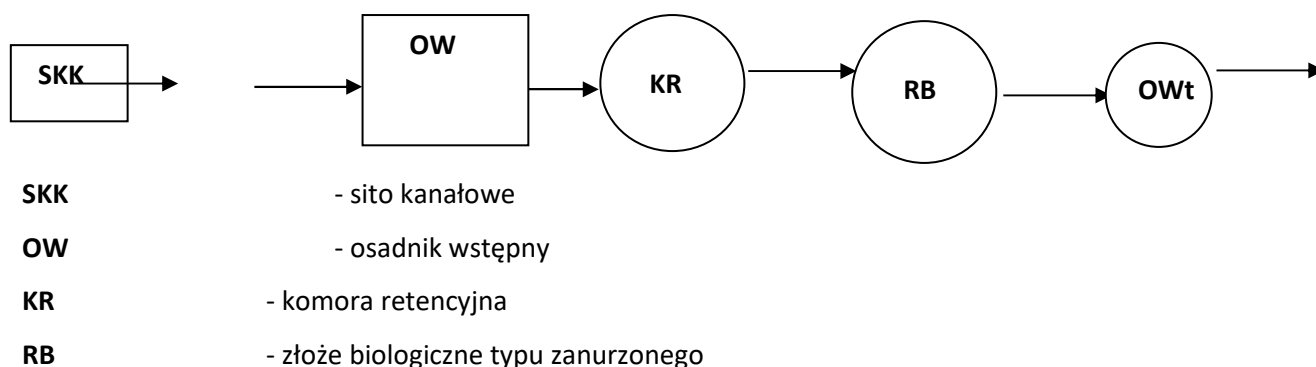 SKK OW KR RB OWt
SKK - sito kanałowe
OW - osadnik wstępny
KR - komora retencyjna
RB - złoże biologiczne typu zanurzonego